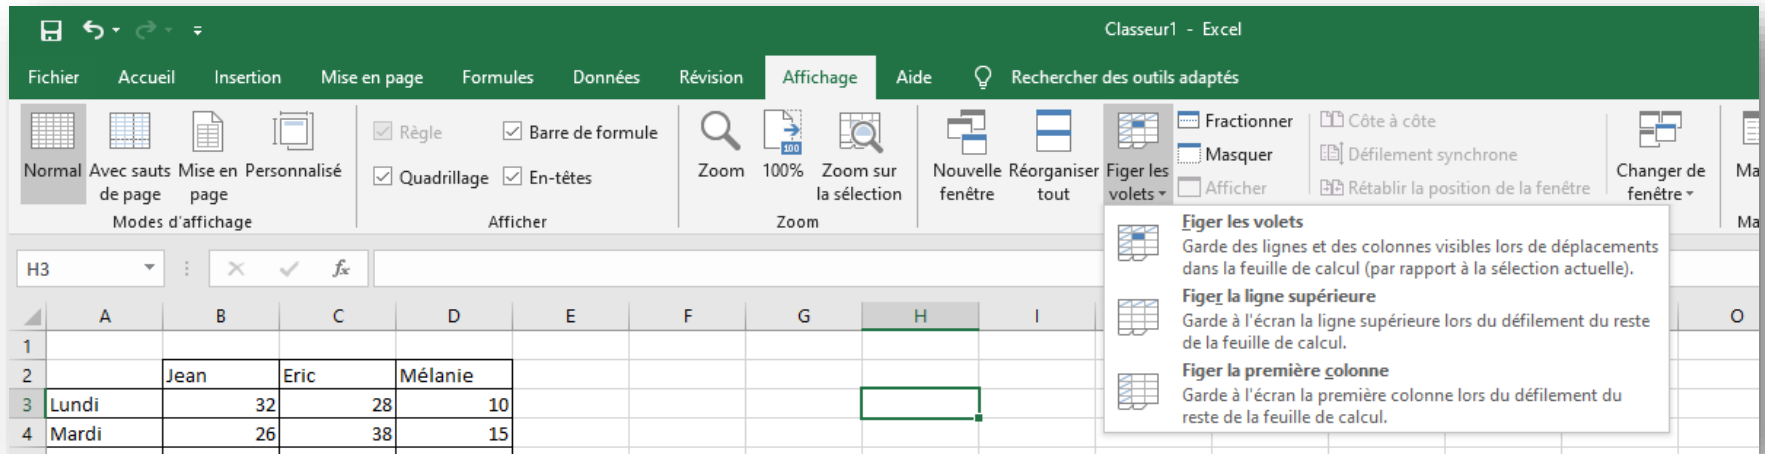 Classeur1 - Excel
Fichier Accueil Insertion Mise en page Formules Données Révision Affichage Aide Rechercher des outils adaptés
Normal
Avec sauts de page
Mise en page
Personnalisé
Modes d'affichage
Règle
Barre de formule
Quadrillage
En-têtes
Afficher
Zoom
100
100%
Zoom sur la sélection
Zoom
Nouvelle fenêtre
Réorganiser tout
Figer les volets
Fractionner
Masquer
Afficher
Côte à côte
Défilement synchrone
Rétablir la position de la fenêtre
Changer de fenêtre
Ma
Ma
Figer les volets
Garde des lignes et des colonnes visibles lors de déplacements
dans la feuille de calcul (par rapport à la sélection actuelle).
Figer la ligne supérieure
Garde à l'écran la ligne supérieure lors du défilement du reste
de la feuille de calcul.
Figer la première colonne
Garde à l'écran la première colonne lors du défilement du
reste de la feuille de calcul.
H3 fx
A B C D E F G H I O
1
2 Jean Eric Mélanie
3 Lundi 32 28 10
4 Mardi 26 38 15